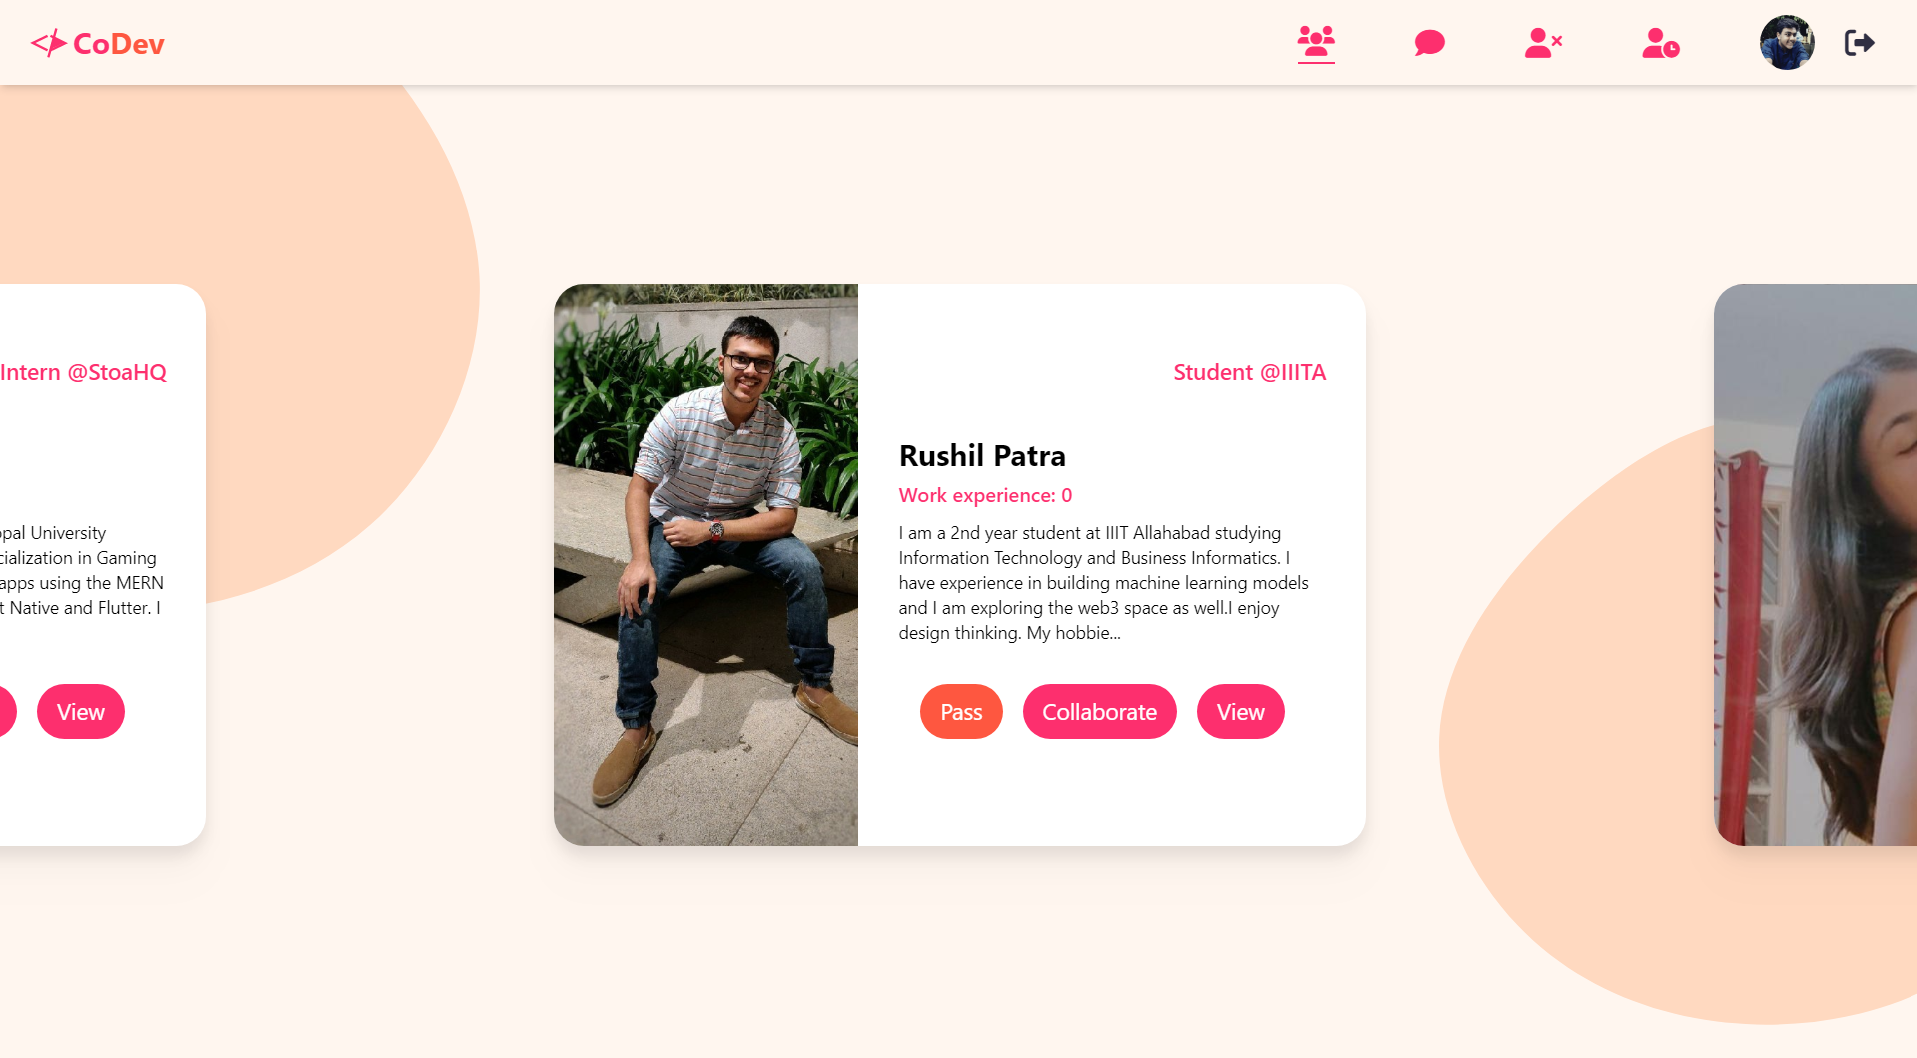 CoDev
Intern @StoaHQ
University
in Gaming
apps using the MERN
Native and Flutter. I
View
Student @IIITA
Rushil Patra
Work experience: 0
I am a 2nd year student at IIIT Allahabad studying
Information Technology and Business Informatics. I
have experience in building machine learning models
and I am exploring the web3 space as well.I enjoy
design thinking. My hobbie...
Pass
Collaborate
View